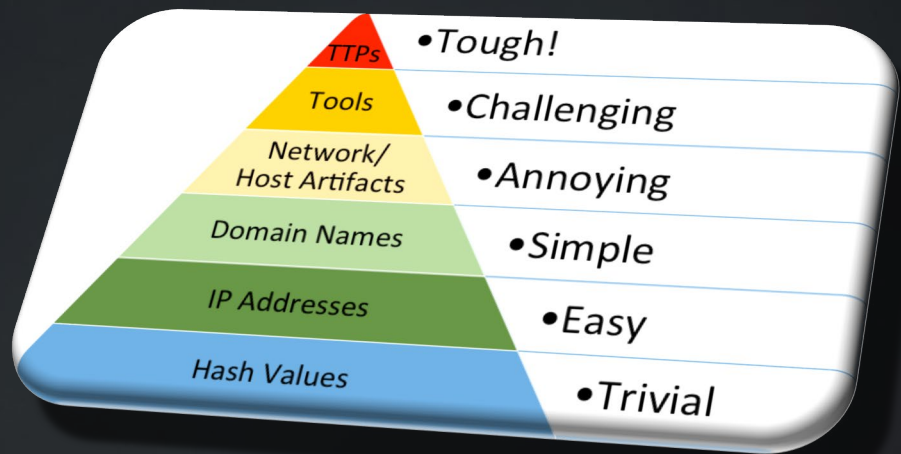 TTPs
•Tough!
Tools
•Challenging
Network/
Host Artifacts
•Annoying
Domain Names
•Simple
IP Addresses
•Easy
Hash Values
•Trivial